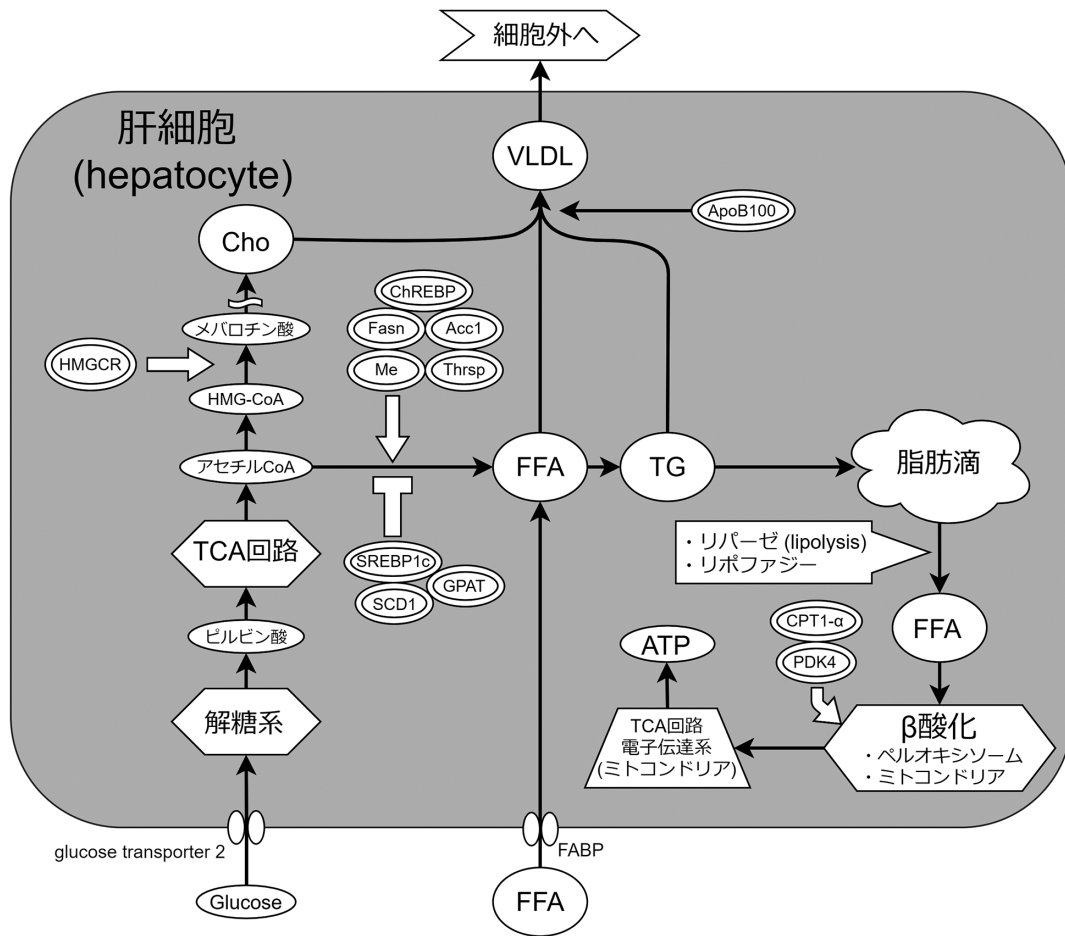 細胞外へ
肝細胞
(hepatocyte)
VLDL
ApoB100
Cho
ChREBP
Fasn
Acc1
Me
Thrsp
メバロチン酸
HMGCR
HMG-CoA
アセチルCoA
FFA
TG
脂肪滴
TCA回路
・リパーゼ (lipolysis)
・リポファジー
SREBP1c
GPAT
SCD1
ピルビン酸
CPT1-α
PDK4
FFA
ATP
解糖系
TCA回路
電子伝達系
(ミトコンドリア)
β酸化
・ペルオキシソーム
・ミトコンドリア
glucose transporter 2
FABP
Glucose
FFA